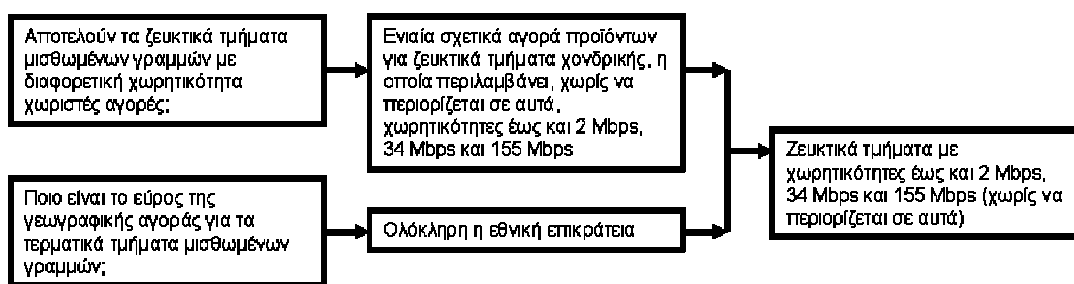 Αποτελούν τα ζευκτικά τμήματα
μισθωμένων γραμμών με
διαφορετική χωρητικότητα
χωριστές αγορές;
Ενιαία σχετικά αγορά προϊόντων
για ζευκτικά τμήματα χονδρικής, η
οποία περιλαμβάνει, χωρίς να
περιορίζεται σε αυτά,
χωρητικότητες έως και 2 Mbps,
34 Mbps και 155 Mbps
Ποιο είναι το εύρος της
γεωγραφικής αγοράς για τα
τερματικά τμήματα μισθωμένων
γραμμών;
Ολόκληρη η εθνική επικράτεια
Ζευκτικά τμήματα με
χωρητικότητες έως και 2 Mbps,
34 Mbps και 155 Mbps (χωρίς να
περιορίζεται σε αυτά)